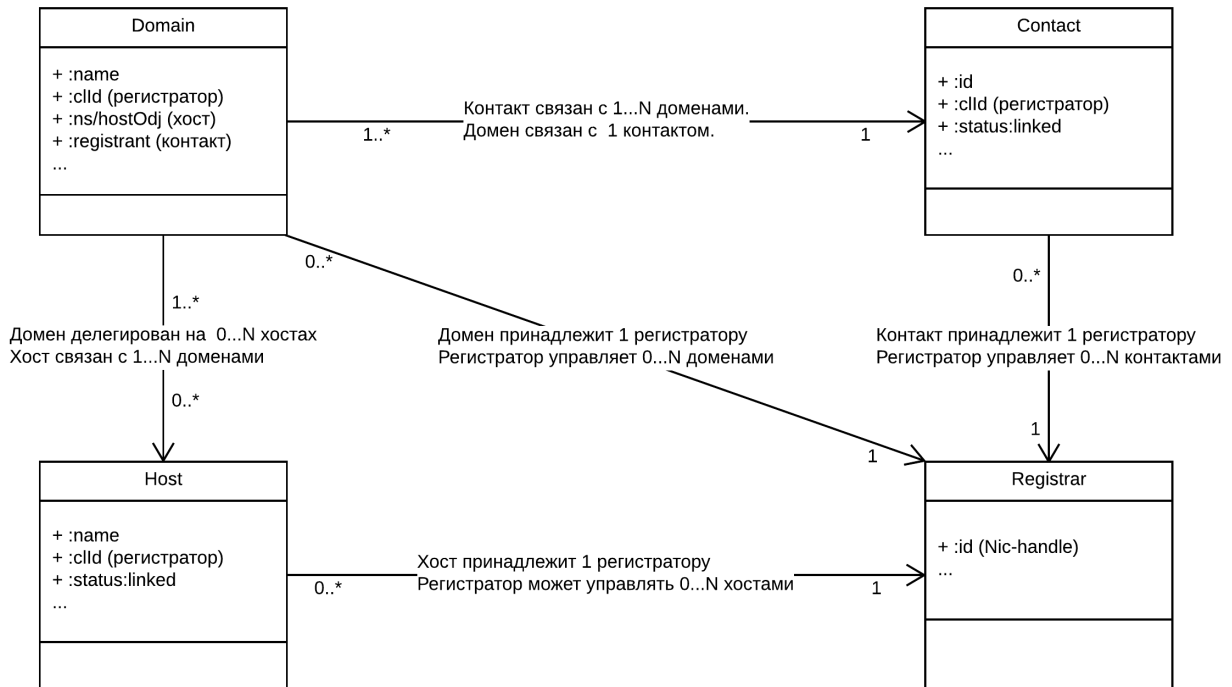 Domain
+ :name
+ :clId (регистратор)
+ :ns/hostOdj (хост)
+ :registrant (контакт)
...
Контакт связан с 1...N доменами.
Домен связан с 1 контактом.
1..*
1
Contact
+ :id
+ :clId (регистратор)
+ :status:linked
...
0..*
0..*
1..*
Домен делегирован на 0...N хостах
Хост связан с 1...N доменами
0..*
Домен принадлежит 1 регистратору
Регистратор управляет 0...N доменами
1
Контакт принадлежит 1 регистратору
Регистратор управляет 0...N контактами
1
Host
+ :name
+ :clId (регистратор)
+ :status:linked
...
Хост принадлежит 1 регистратору
Регистратор может управлять 0...N хостами
0..*
1
Registrar
+ :id (Nic-handle)
...